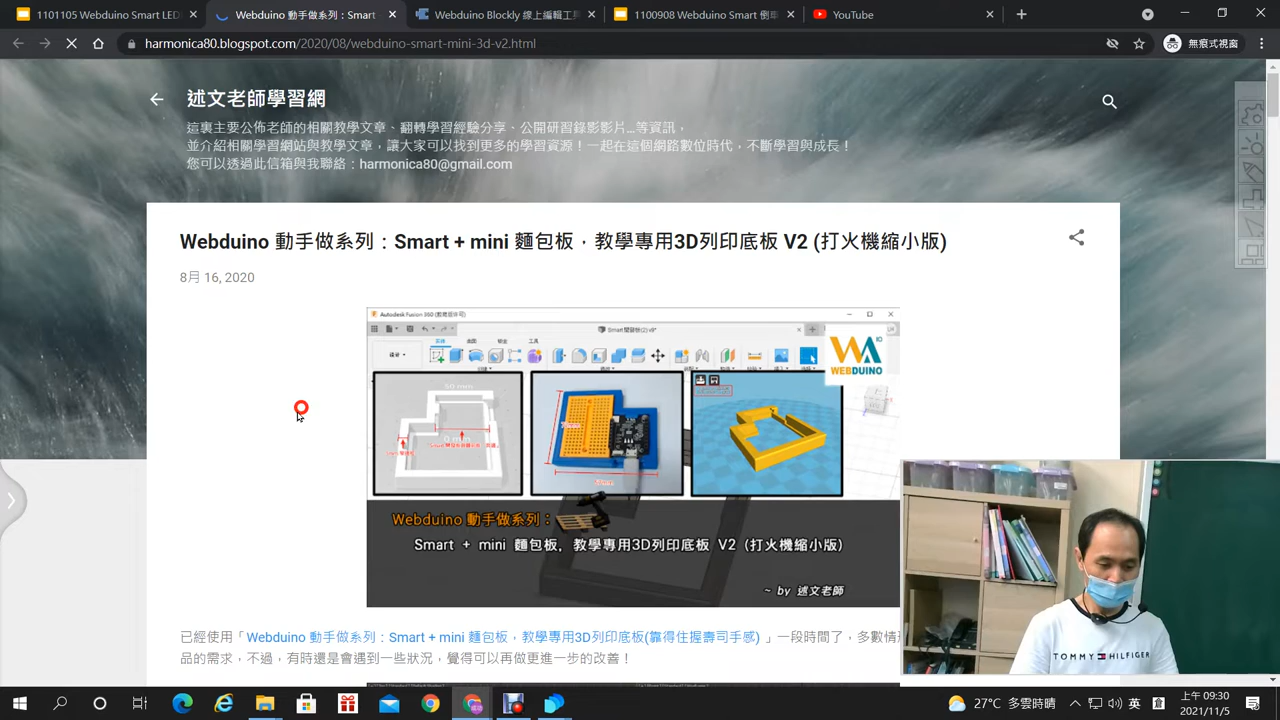 1101105 Webduino Smart LED
Webduino 動手做系列：Smart
Webduino Blockly 線上編輯工具
1100908 Webduino Smart 倒車
YouTube
harmonica80.blogspot.com/2020/08/webduino-smart-mini-3d-v2.html
無痕式視窗
述文老師學習網
這裏主要公佈老師的相關教學文章、翻轉學習經驗分享、公開研習錄影影片...等資訊，
並介紹相關學習網站與教學文章，讓大家可以找到更多的學習資源！一起在這個網路數位時代，不斷學習與成長！
您可以透過此信箱與我聯絡：harmonica80@gmail.com
Webduino 動手做系列：Smart + mini 麵包板，教學專用3D列印底板 V2 (打火機縮小版)
8月 16, 2020
Autodesk Fusion 360
WEBDUINO
Webduino 動手做系列：
Smart + mini 麵包板，教學專用3D列印底板 V2 (打火機縮小版)
~ by 述文老師
已經使用「Webduino 動手做系列：Smart + mini 麵包板，教學專用3D列印底板(靠得住握壽司手感) 」一段時間了，多數情
品的需求，不過，有時還是會遇到一些狀況，覺得可以再做更進一步的改善！
TOMMY HILFIGER
27°C 多雲時晴
上午 09:30
2021/11/5